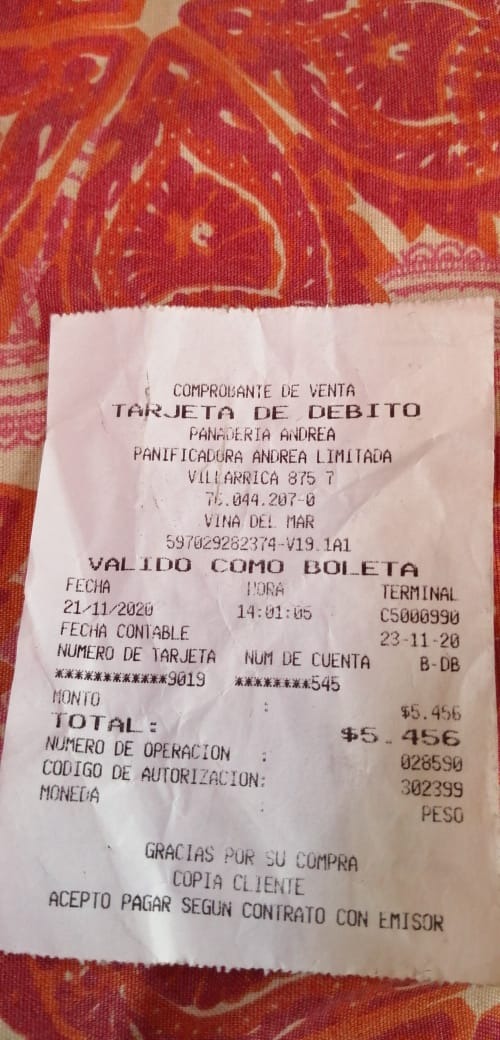 COMPROBANTE DE VENTA
TARJETA DE DEBITO
PANADERIA ANDREA
PANIFICADORA ANDREA LIMITADA
VILLARRICA 875 7
76.044.207-0
VINA DEL MAR
597029282374-V19.1A1
VALIDO COMO BOLETA
FECHA HORA TERMINAL
21/11/2020 14:01:05 C5000990
FECHA CONTABLE 23-11-20
NUMERO DE TARJETA NUM DE CUENTA B-DB
************9019 ********545
MONTO : $5.456
TOTAL: $5.456
NUMERO DE OPERACION : 028590
CODIGO DE AUTORIZACION: 302399
MONEDA : PESO
GRACIAS POR SU COMPRA
COPIA CLIENTE
ACEPTO PAGAR SEGUN CONTRATO CON EMISOR